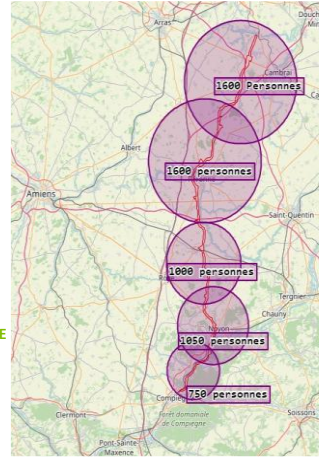 Arras
Douch
Cambrai
1600 Personnes
Albert
1600 personnes
Amiens
Saint-Quentin
1000 personnes
Tergnier
Chauny
E
Noyon
1050 personnes
750 personnes
Compièg
Clermont
Forêt domaniale
de Compiègne
Soissons
Pont-Sainte
Maxence